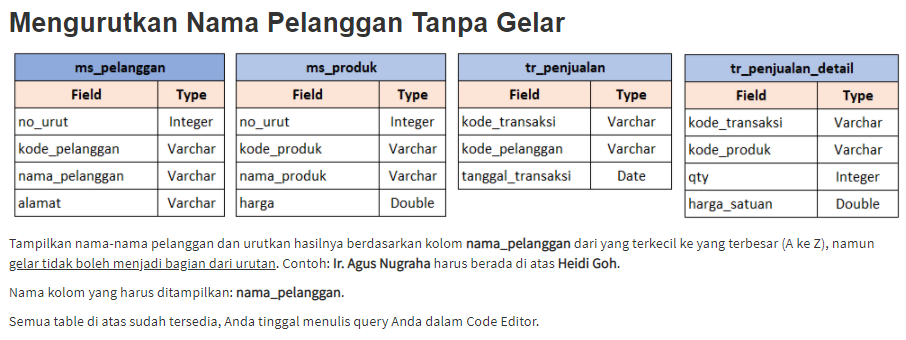 Mengurutkan Nama Pelanggan Tanpa Gelar
ms_pelanggan
Field Type
no_urut Integer
kode_pelanggan Varchar
nama_pelanggan Varchar
alamat Varchar
ms_produk
Field Type
no_urut Integer
kode_produk Varchar
nama_produk Varchar
harga Double
tr_penjualan
Field Type
kode_transaksi Varchar
kode_pelanggan Varchar
tanggal_transaksi Date
tr_penjualan_detail
Field Type
kode_transaksi Varchar
kode_produk Varchar
qty Integer
harga_satuan Double
Tampilkan nama-nama pelanggan dan urutkan hasilnya berdasarkan kolom nama_pelanggan dari yang terkecil ke yang terbesar (A ke Z), namun
gelar tidak boleh menjadi bagian dari urutan. Contoh: Ir. Agus Nugraha harus berada di atas Heidi Goh.
Nama kolom yang harus ditampilkan: nama_pelanggan.
Semua table di atas sudah tersedia, Anda tinggal menulis query Anda dalam Code Editor.